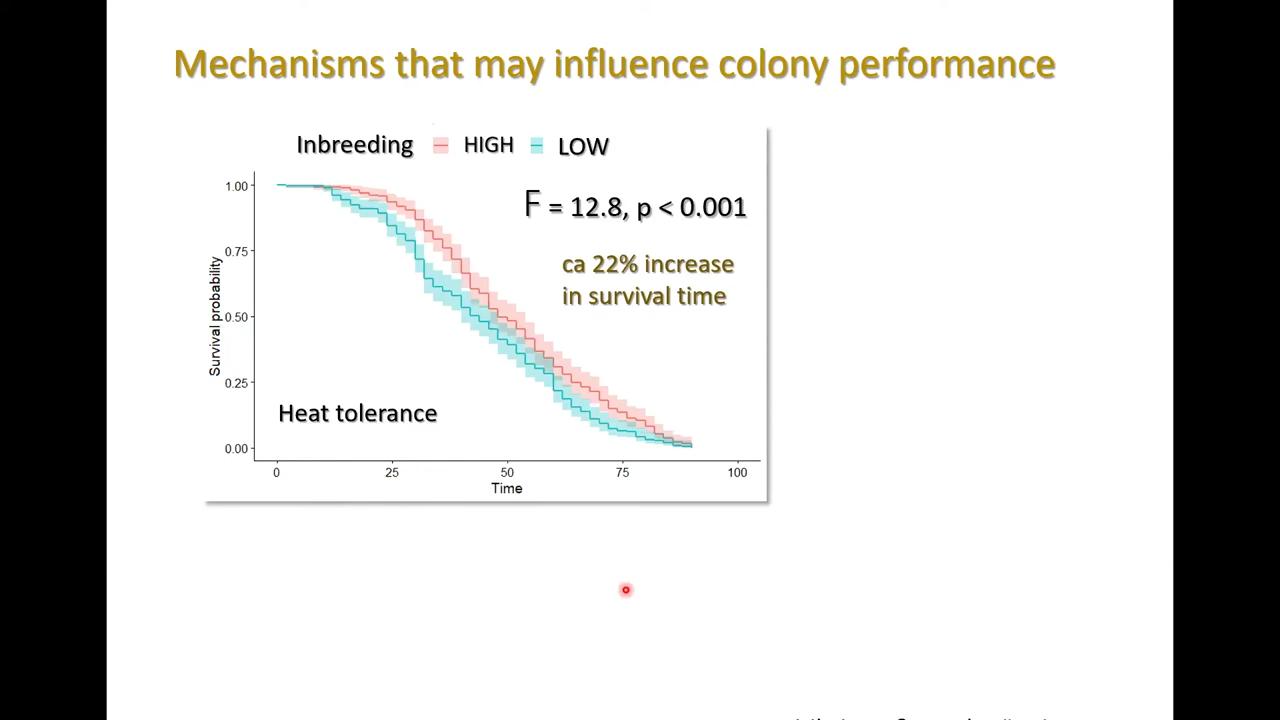 Mechanisms that may influence colony performance
Inbreeding HIGH LOW
F = 12.8, p < 0.001
ca 22% increase
in survival time
Heat tolerance
Survival probability
1.00
0.75
0.50
0.25
0.00
0 25 50 75 100
Time